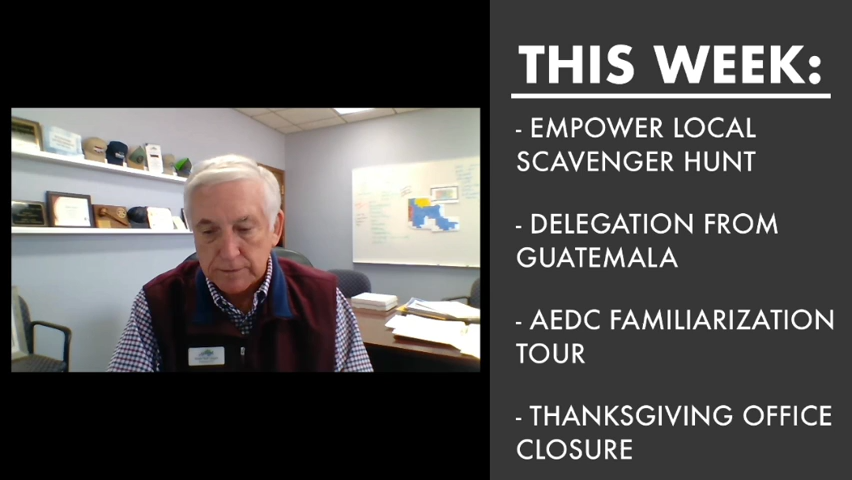 THIS WEEK:
- EMPOWER LOCAL
SCAVENGER HUNT
- DELEGATION FROM
GUATEMALA
- AEDC FAMILIARIZATION
TOUR
- THANKSGIVING OFFICE
CLOSURE